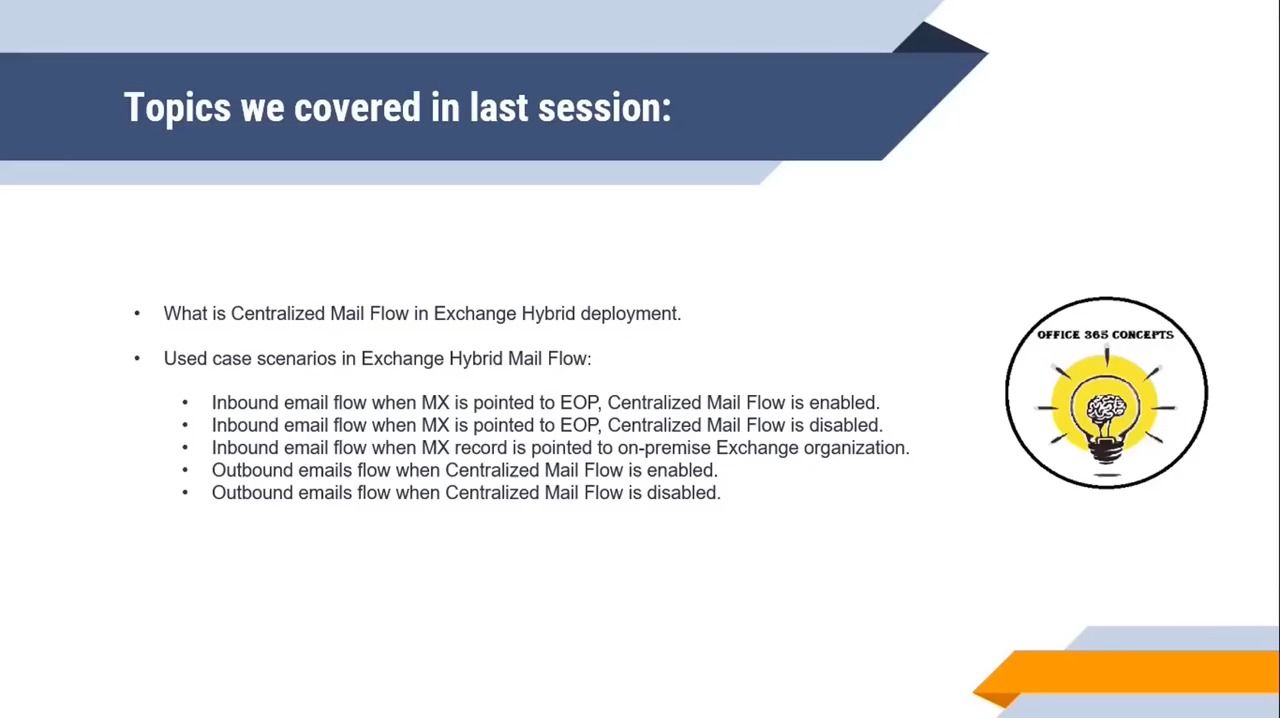 Topics we covered in last session:
• What is Centralized Mail Flow in Exchange Hybrid deployment.
• Used case scenarios in Exchange Hybrid Mail Flow:
• Inbound email flow when MX is pointed to EOP, Centralized Mail Flow is enabled.
• Inbound email flow when MX is pointed to EOP, Centralized Mail Flow is disabled.
• Inbound email flow when MX record is pointed to on-premise Exchange organization.
• Outbound emails flow when Centralized Mail Flow is enabled.
• Outbound emails flow when Centralized Mail Flow is disabled.
OFFICE 365 CONCEPTS